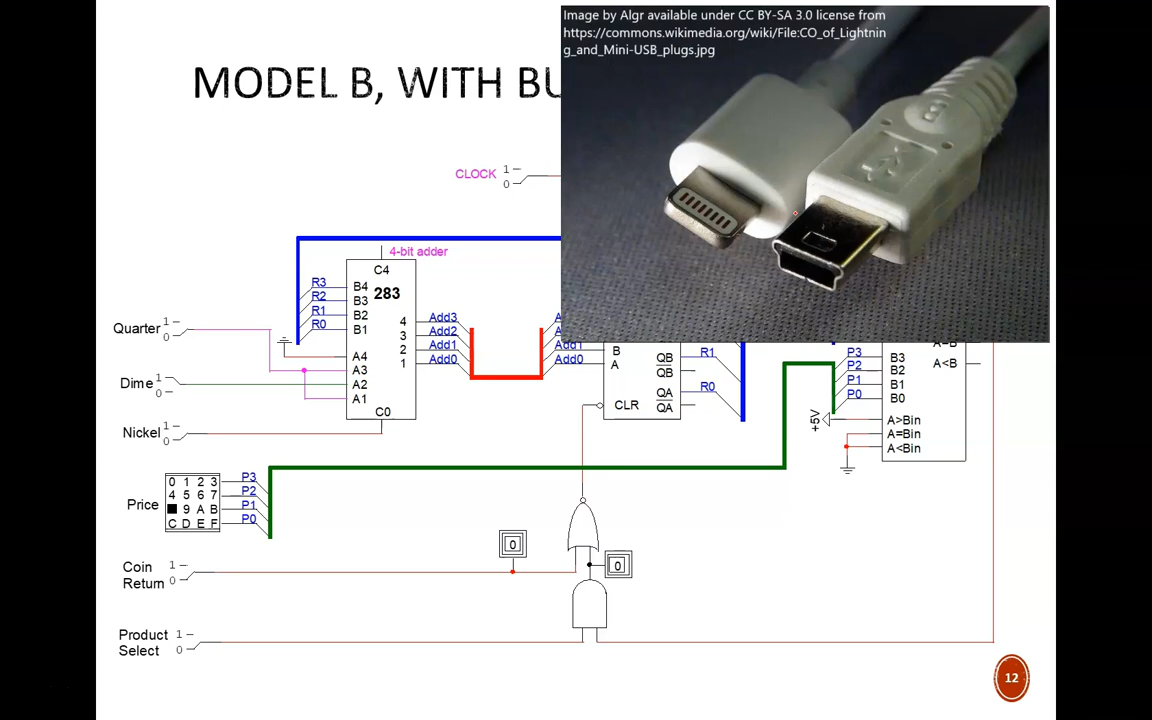 Image by Algr available under CC BY-SA 3.0 license from
https://commons.wikimedia.org/wiki/File:CO_of_Lightnin
g_and_Mini-USB_plugs.jpg
MODEL B, WITH BU
CLOCK 1
0
4-bit adder
C4
283
R3 B4
R2 B3
R1 B2
R0 B1
A4
A3
A2
A1
C0
4 Add3
3 Add2
2 Add1
1 Add0
Quarter 1
0
Dime 1
0
Nickel 1
0
Add1 B
Add0 A
QB
QB
QA
QA
CLR
R1
R0
P3 B3
P2 B2
P1 B1
P0 B0
A=B
A<B
+5V
A>Bin
A=Bin
A<Bin
Price
0 1 2 3
4 5 6 7
9 A B
C D E F
P3
P2
P1
P0
0
0
Coin 1
Return 0
Product 1
Select 0
12